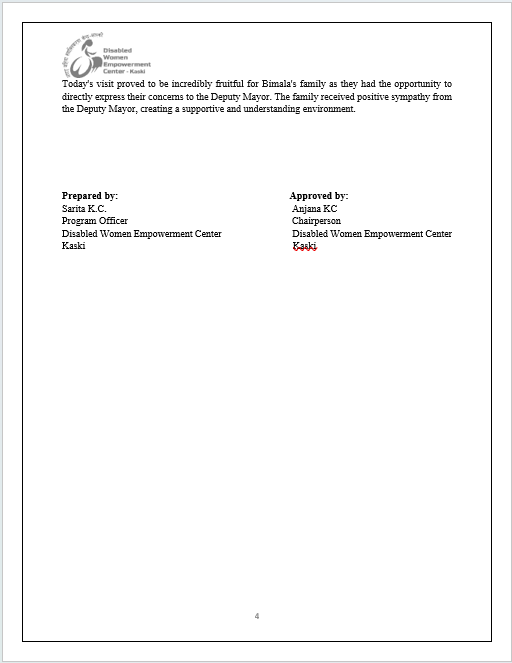 Disabled
Women
Empowerment
Center - Kaski
Today's visit proved to be incredibly fruitful for Bimala's family as they had the opportunity to
directly express their concerns to the Deputy Mayor. The family received positive sympathy from
the Deputy Mayor, creating a supportive and understanding environment.
Prepared by:
Sarita K.C.
Program Officer
Disabled Women Empowerment Center
Kaski
Approved by:
Anjana KC
Chairperson
Disabled Women Empowerment Center
Kaski
4